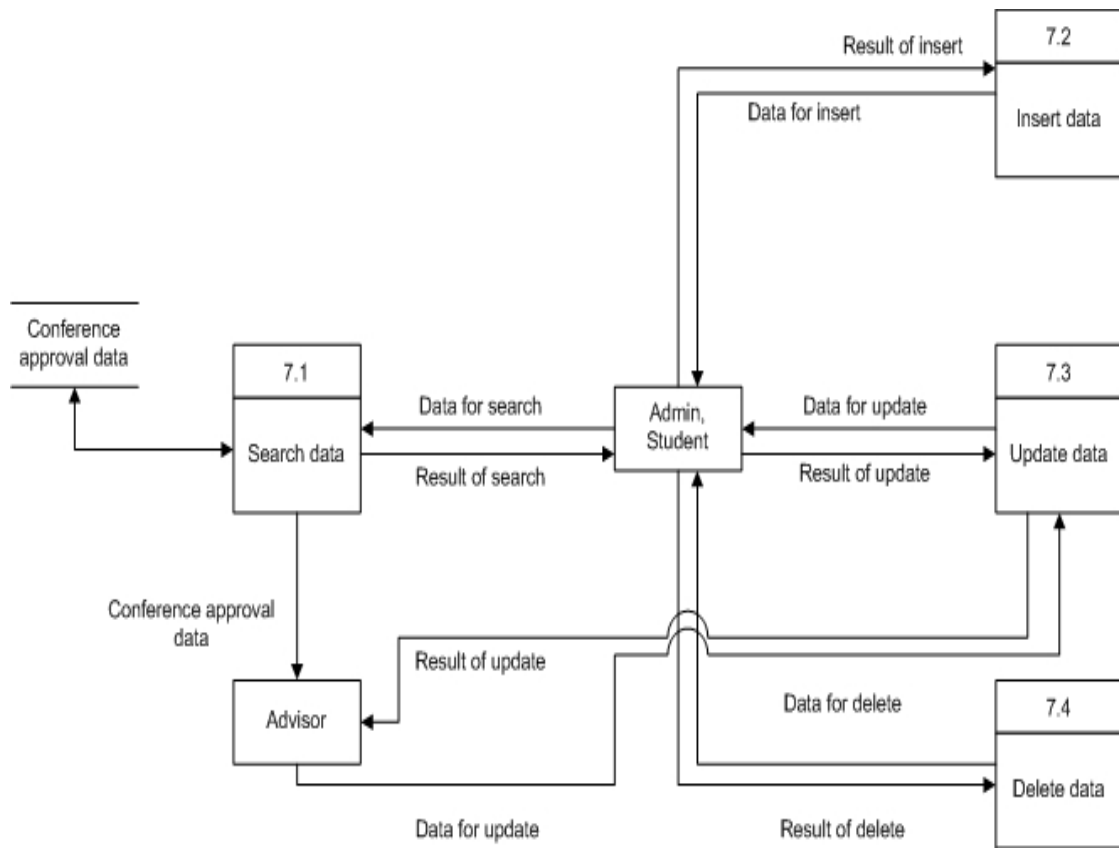 Result of insert
7.2
Data for insert
Insert data
Conference
approval data
7.1
Search data
Data for search
Result of search
Admin,
Student
Data for update
Result of update
7.3
Update data
Conference approval
data
Result of update
Advisor
Data for delete
7.4
Delete data
Data for update
Result of delete